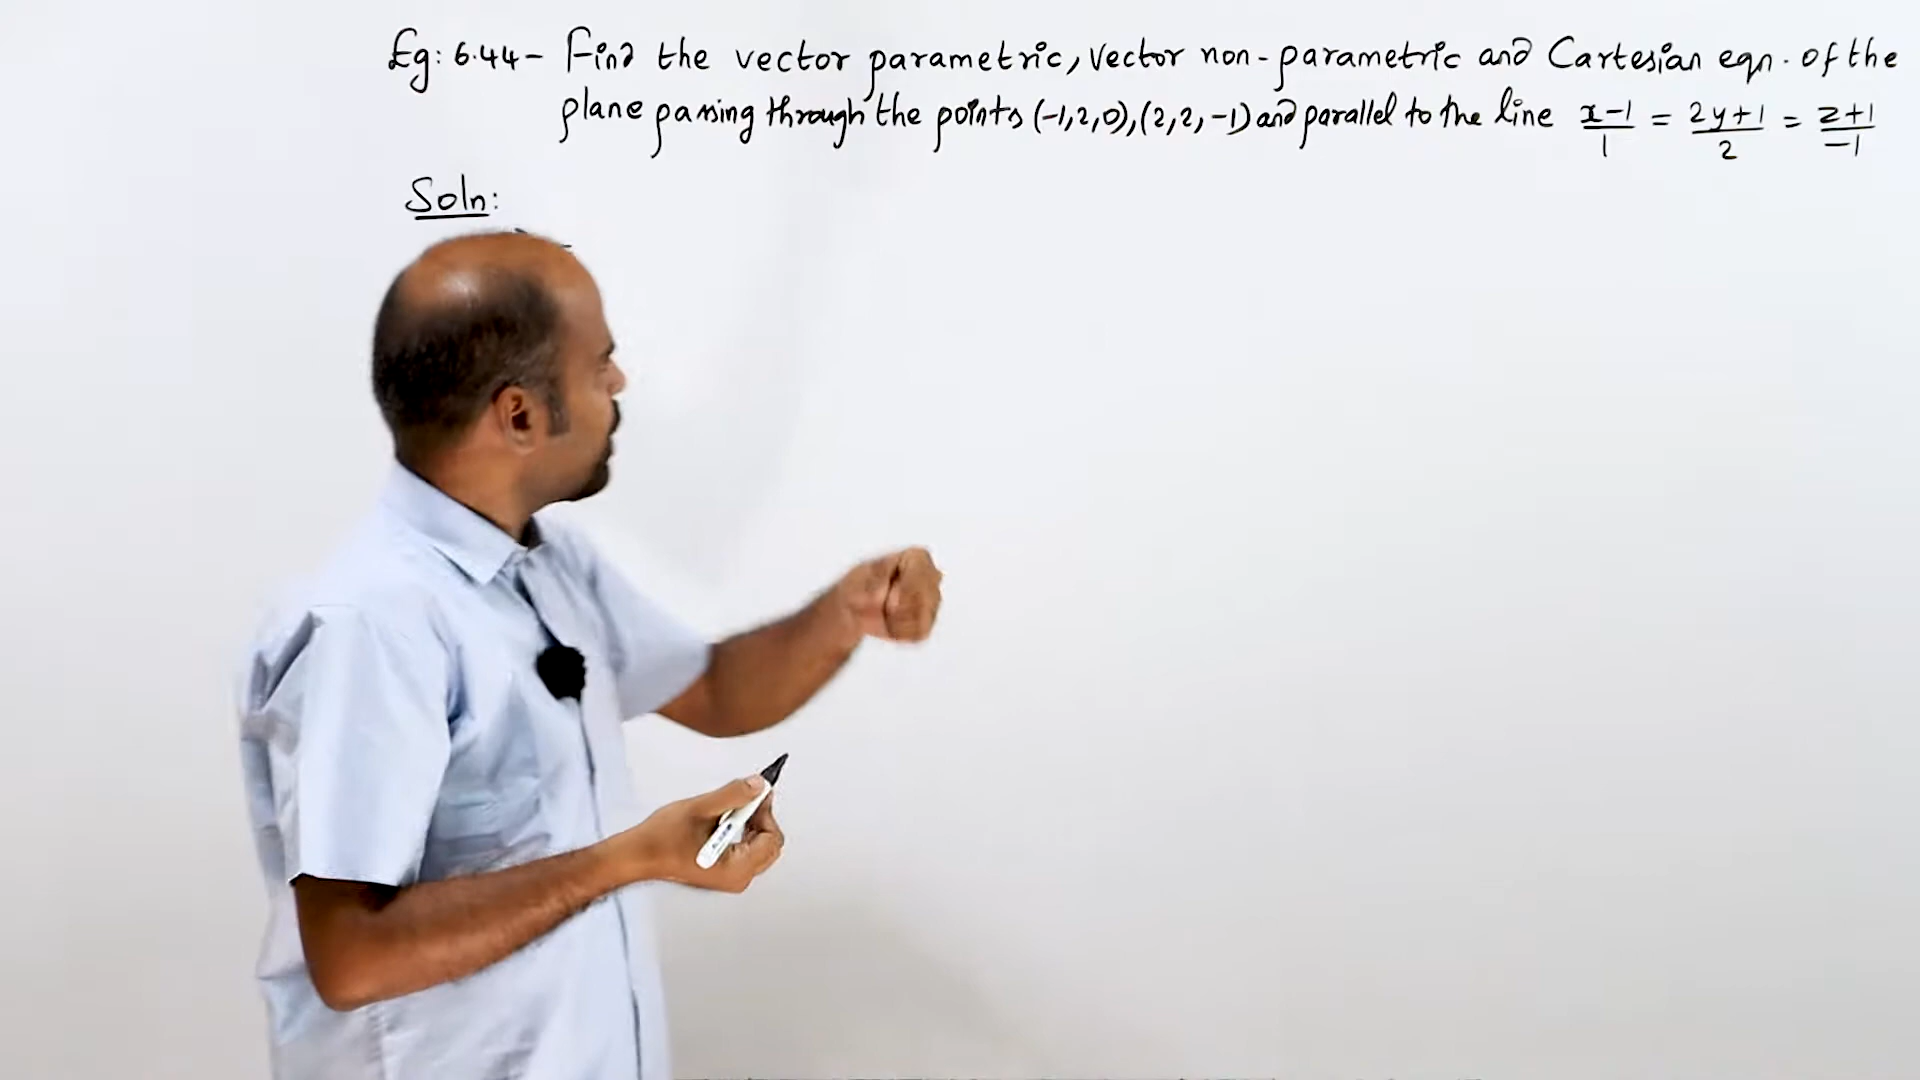 Eg: 6.44- Find the vector parametric, vector non-parametric and Cartesian eqn. of the
plane passing through the points (-1,2,0),(2,2,-1) and parallel to the line x-1/1 = 2y+1/2 = z+1/-1
Soln: